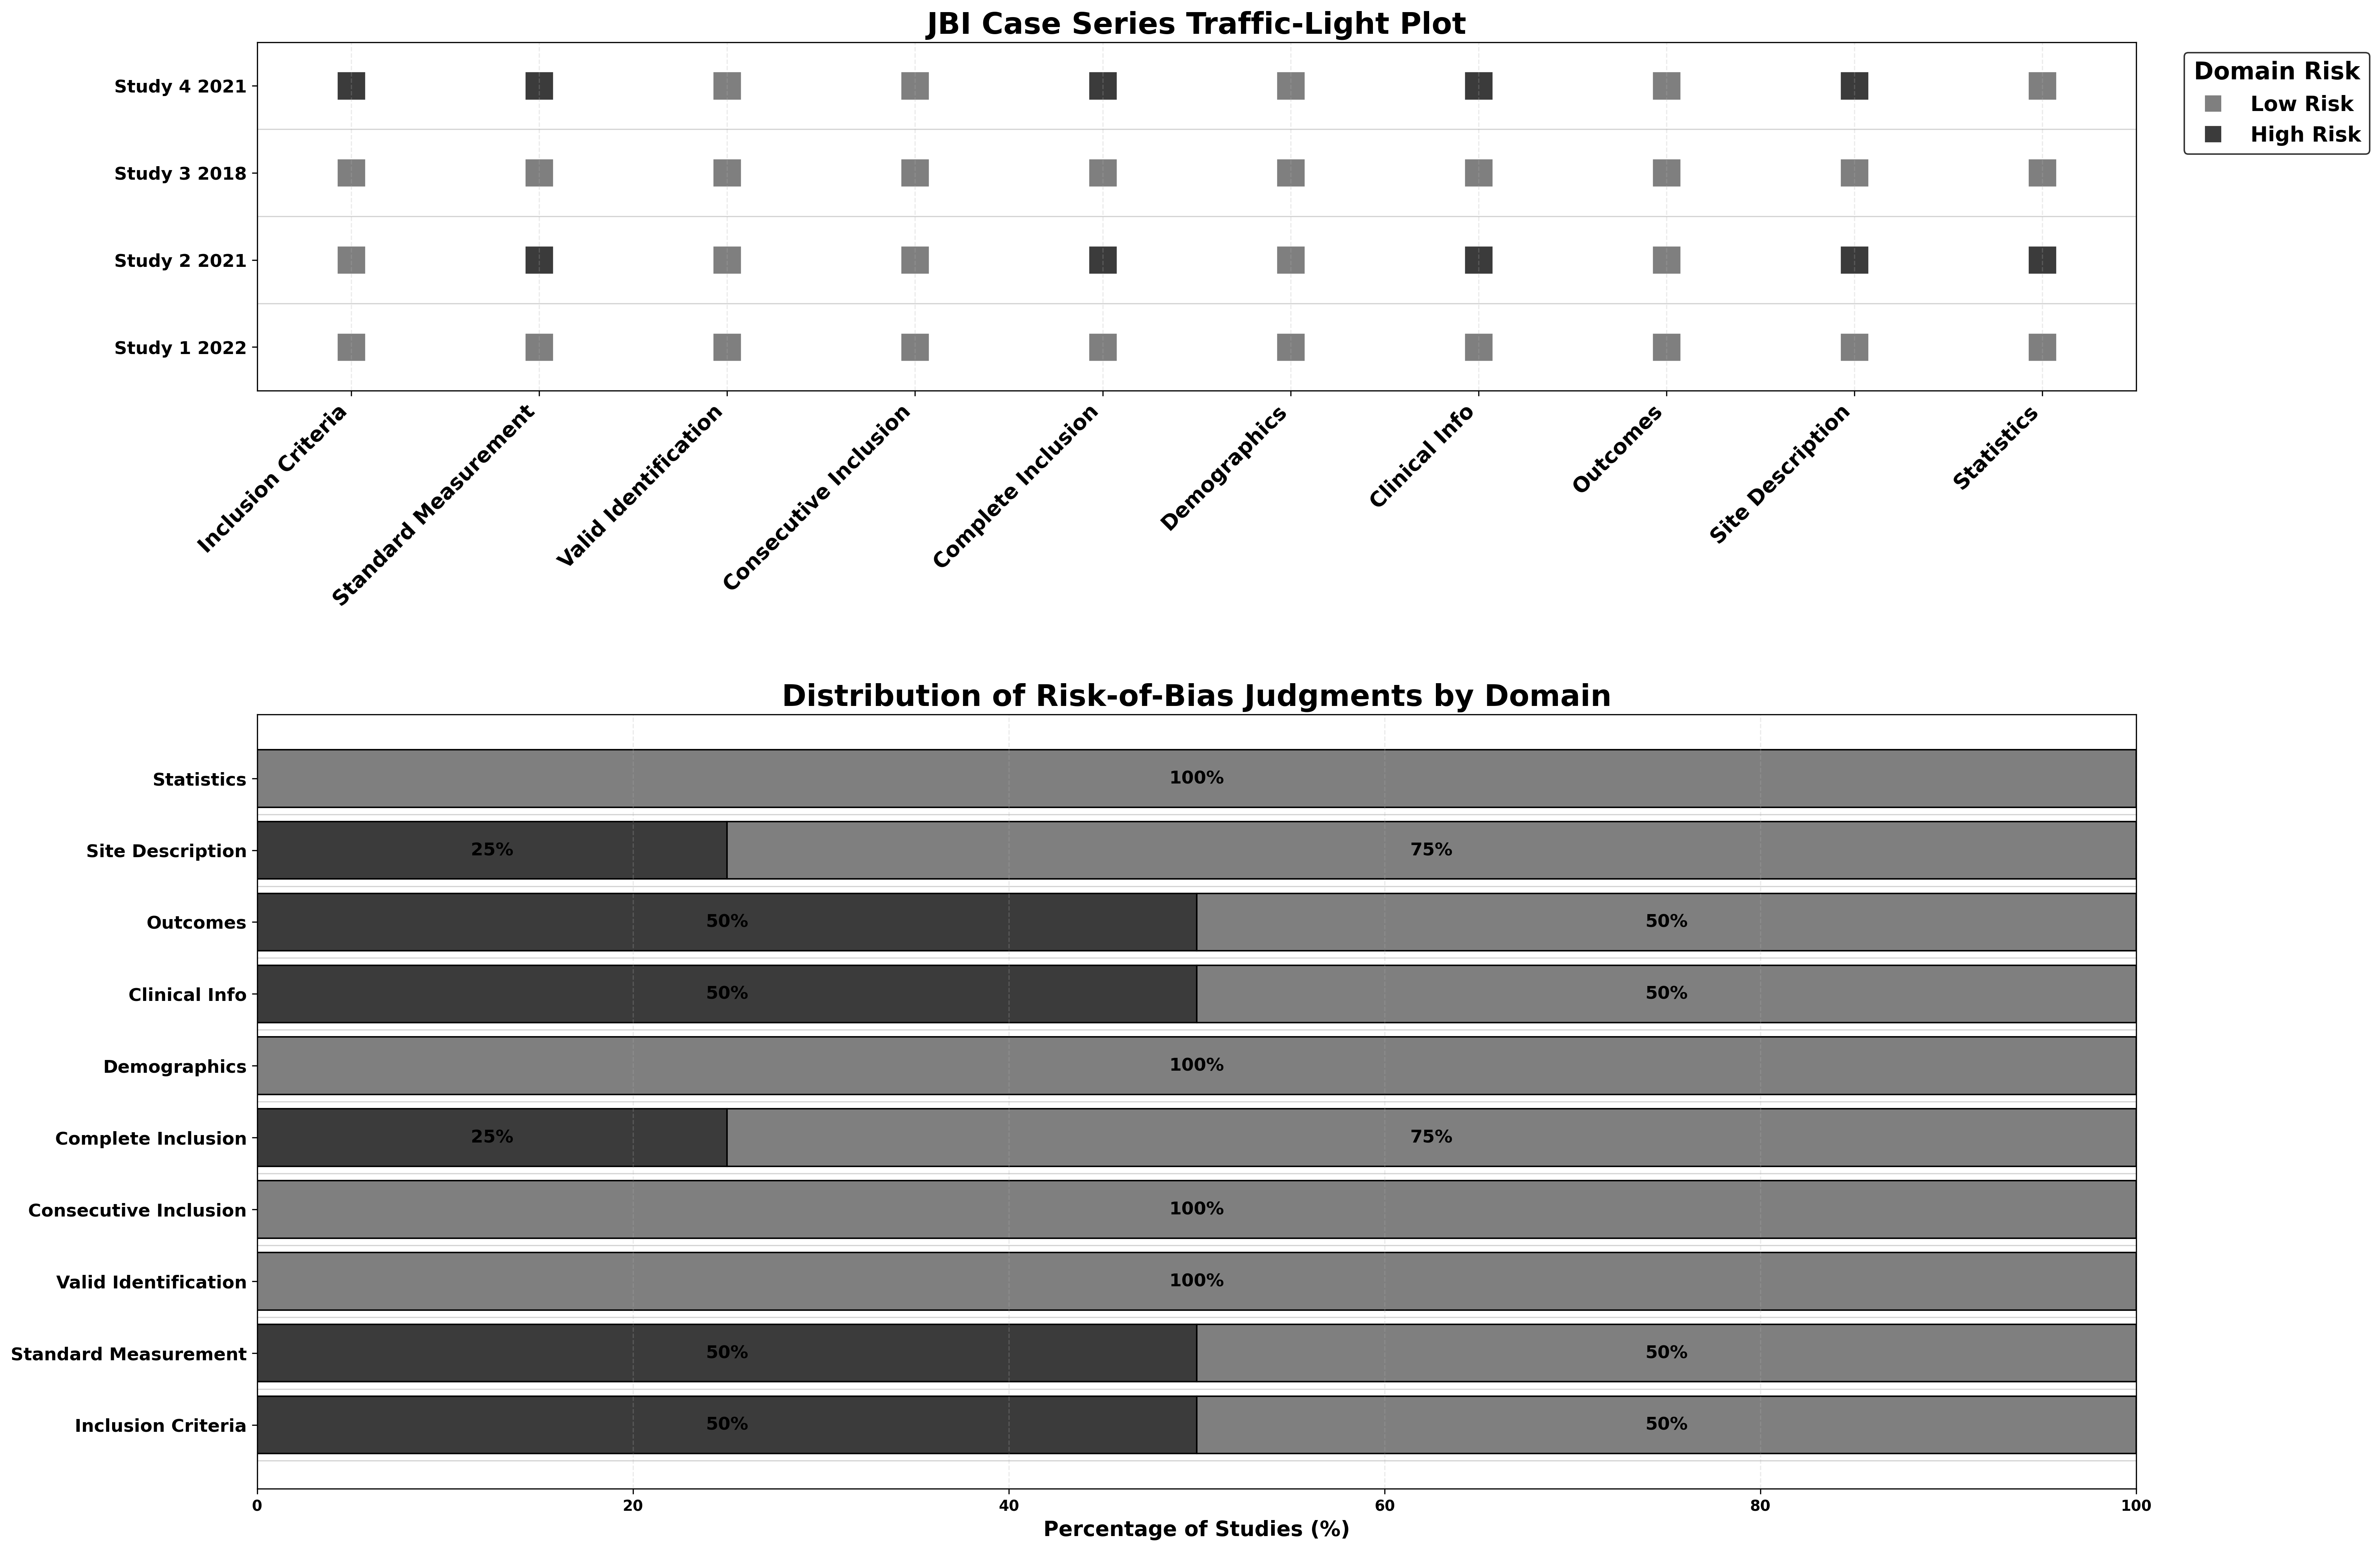 JBI Case Series Traffic-Light Plot
Study 4 2021
Study 3 2018
Study 2 2021
Study 1 2022
Inclusion Criteria
Standard Measurement
Valid Identification
Consecutive Inclusion
Complete Inclusion
Demographics
Clinical Info
Outcomes
Site Description
Statistics
Domain Risk
Low Risk
High Risk
Distribution of Risk-of-Bias Judgments by Domain
Statistics 100%
Site Description 25% 75%
Outcomes 50% 50%
Clinical Info 50% 50%
Demographics 100%
Complete Inclusion 25% 75%
Consecutive Inclusion 100%
Valid Identification 100%
Standard Measurement 50% 50%
Inclusion Criteria 50% 50%
0 20 40 60 80 100
Percentage of Studies (%)